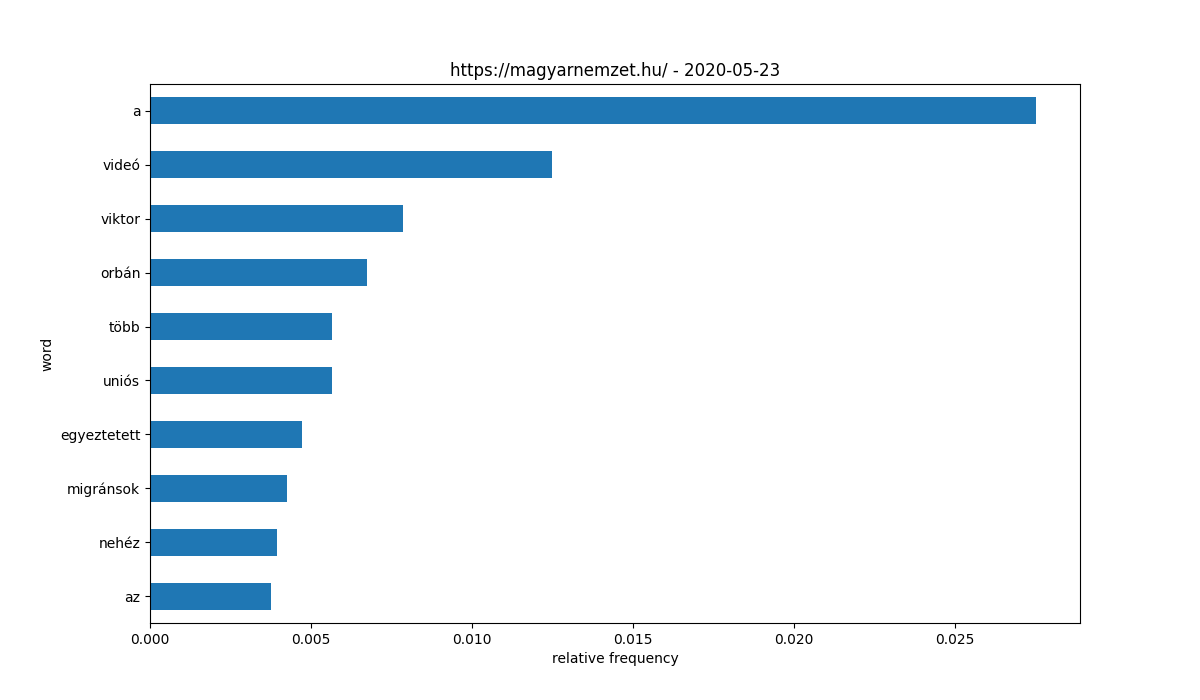 https://magyarnemzet.hu/ - 2020-05-23
a
videó
viktor
orbán
több
uniós
egyeztetett
migránsok
nehéz
az
word
0.000 0.005 0.010 0.015 0.020 0.025
relative frequency